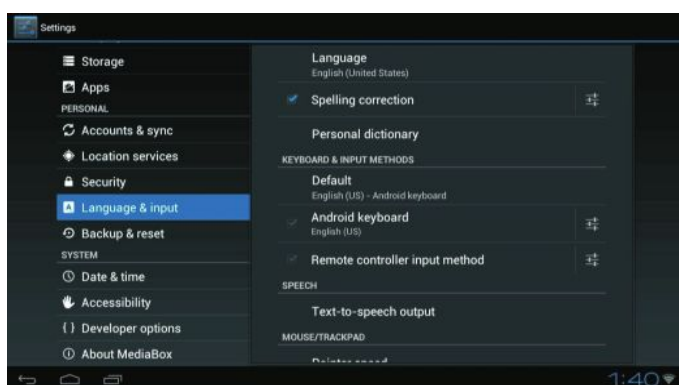 Settings
Storage
Apps
PERSONAL
Accounts & sync
Location services
Security
Language & input
Backup & reset
SYSTEM
Date & time
Accessibility
{ } Developer options
About MediaBox
Language
English (United States)
Spelling correction
Personal dictionary
KEYBOARD & INPUT METHODS
Default
English (US) - Android keyboard
Android keyboard
English (US)
Remote controller input method
SPEECH
Text-to-speech output
MOUSE/TRACKPAD
Pointer speed
1:40